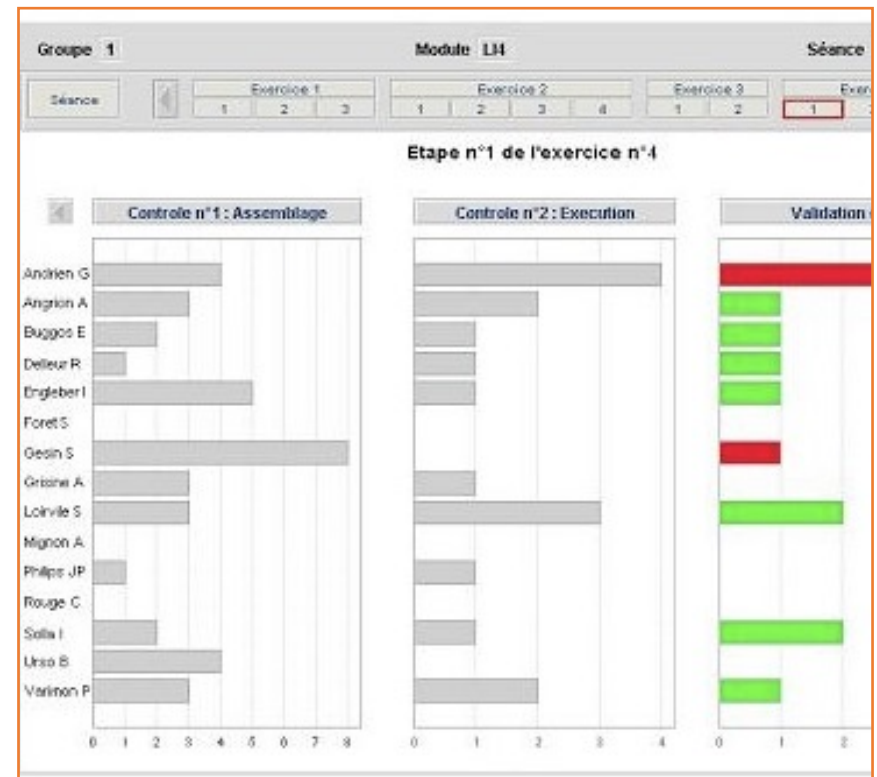 Groupe 1 Module LI4 Séance
Séance Exercice 1 Exercice 2 Exercice 3 Exer
1 2 3 1 2 3 4 1 2 1
Etape n°1 de l'exercice n°4
Controle n°1 : Assemblage Controle n°2 : Execution Validation
Andrien G
Angrion A
Buggos E
Delleur R
Engleber I
Foret S
Gesin S
Grisine A
Loirvile S
Mignon A
Philips JP
Rouge C
Solla I
Urso B
Varimon P
0 1 2 3 4 5 6 7 8 0 1 2 3 4 0 1 2